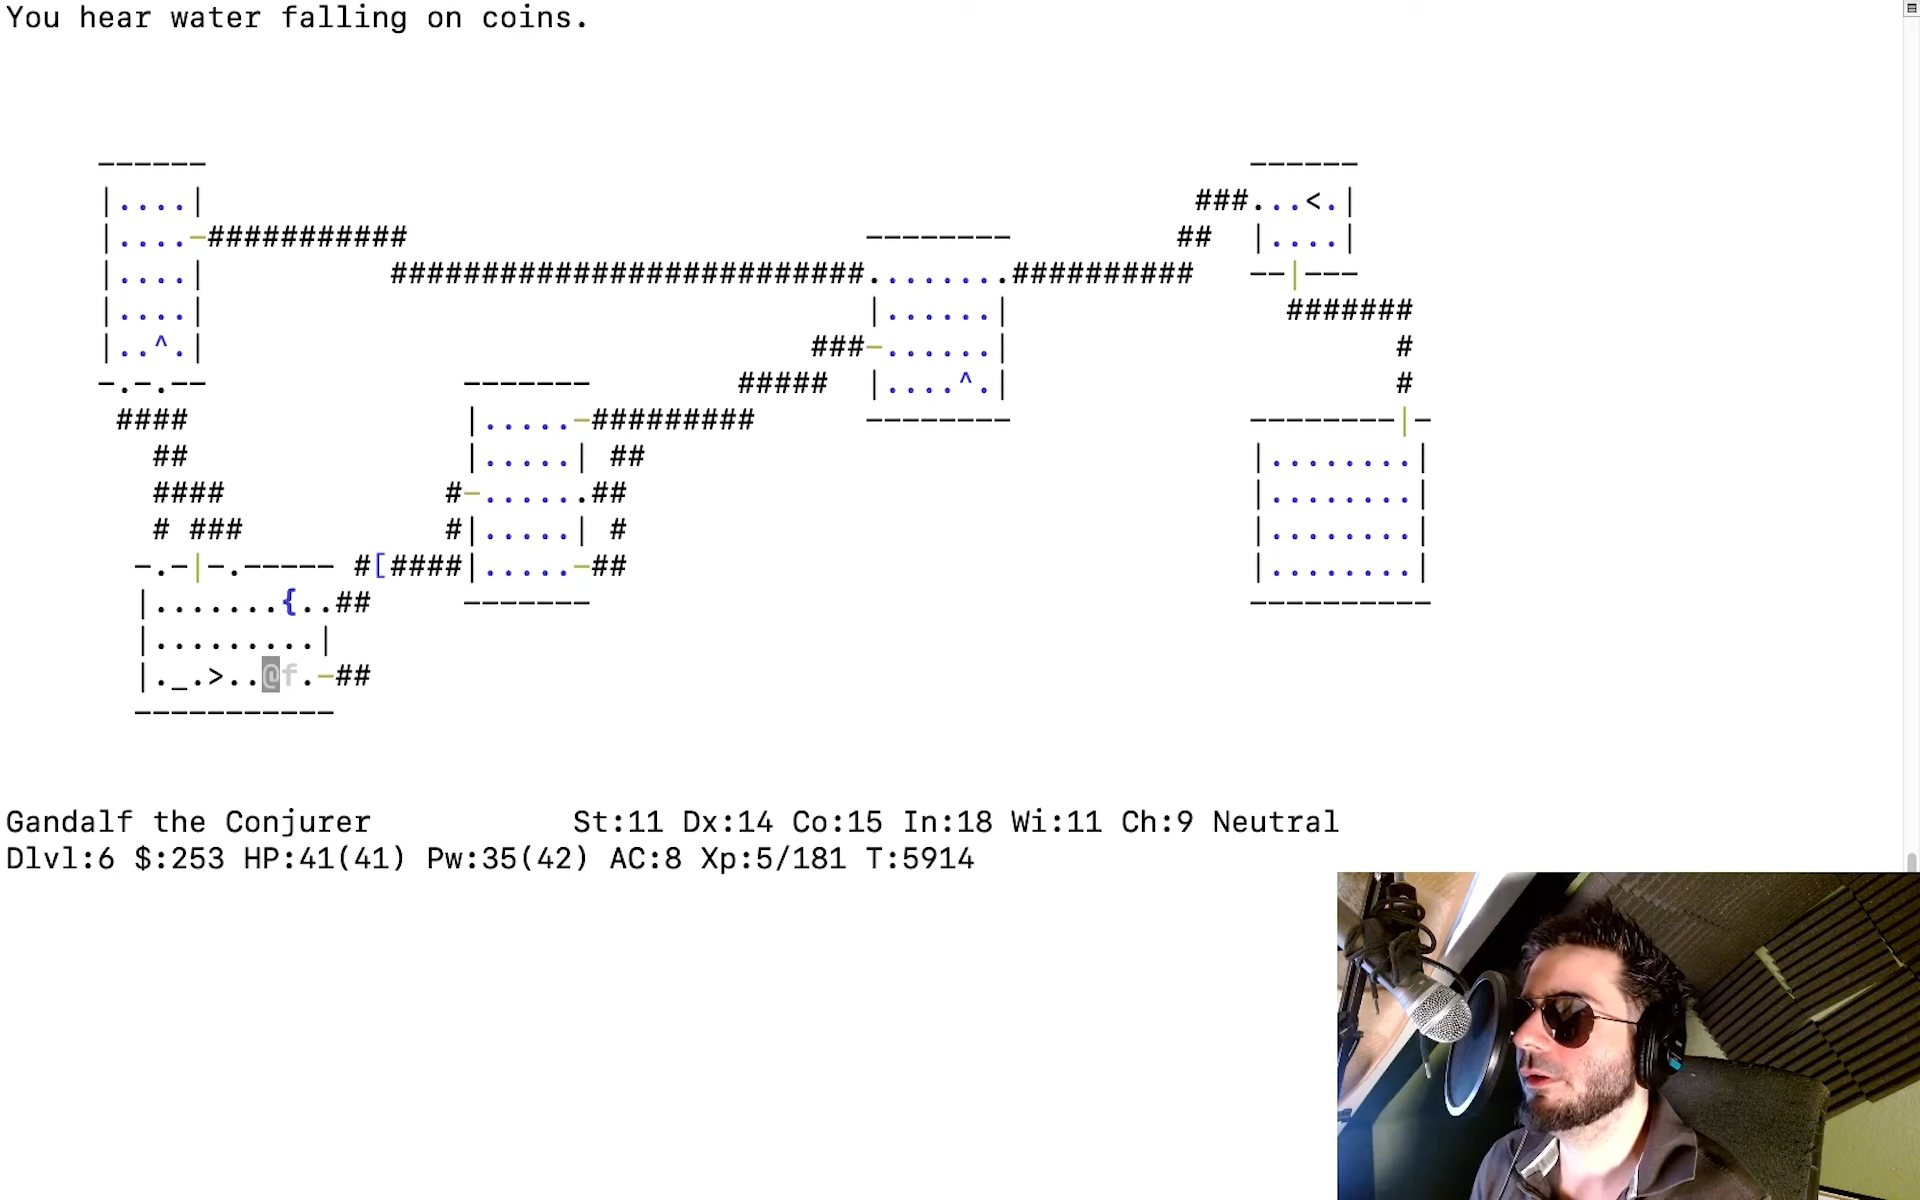 You hear water falling on coins.
------ ------
|....| ###...<.|
|....-########### -------- ## |....|
|....| ##########################........########## --|---
|....| |......| #######
|..^.| ###-......| #
-.-.-- ------- ##### |....^.| #
#### |.....-######### -------- --------|-
## |.....| ## |........|
#### #-......## |........|
# ### #|.....| # |........|
-.-|-.----- #[####|.....-## |........|
|.......{..## ------- ----------
|.........|
|._.>..@f.-##
-----------
Gandalf the Conjurer St:11 Dx:14 Co:15 In:18 Wi:11 Ch:9 Neutral
Dlvl:6 $:253 HP:41(41) Pw:35(42) AC:8 Xp:5/181 T:5914